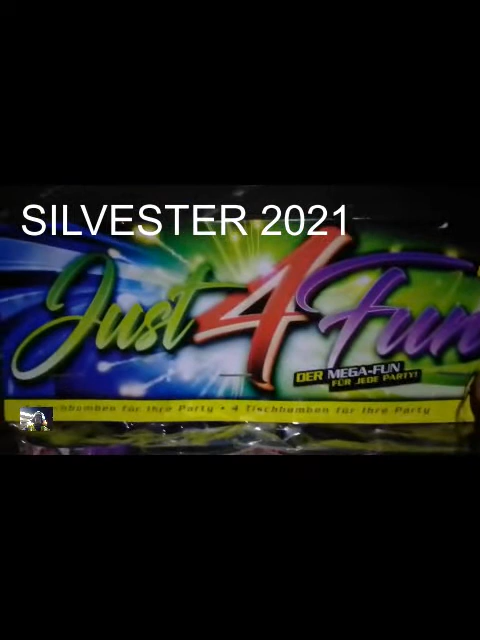 SILVESTER 2021
Just 4 Fun
DER MEGA-FUN
FÜR JEDE PARTY!
für Ihre Party • 4 Tischbomben für Ihre Party